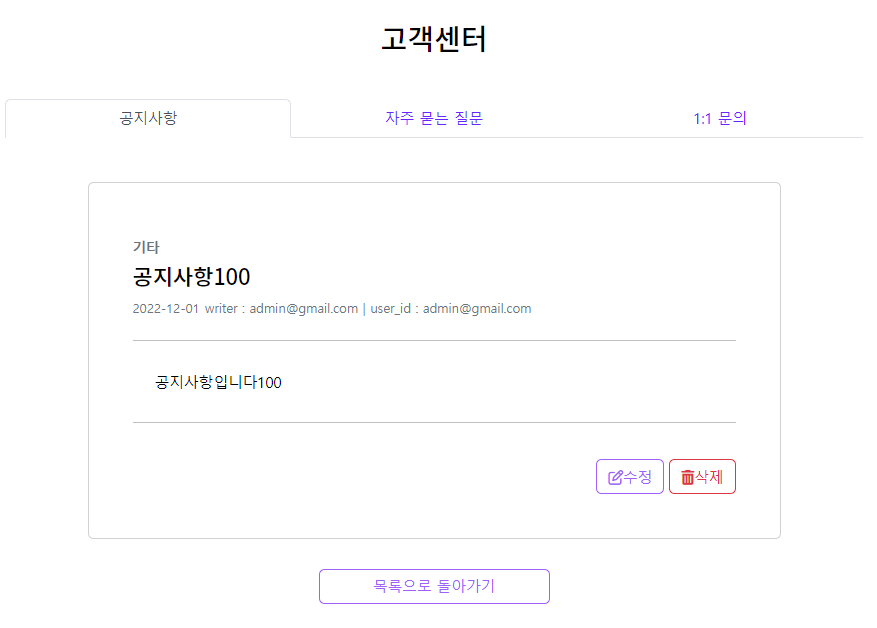 고객센터
공지사항 자주 묻는 질문 1:1 문의
기타
공지사항100
2022-12-01 writer : admin@gmail.com | user_id : admin@gmail.com
공지사항입니다100
수정 삭제
목록으로 돌아가기